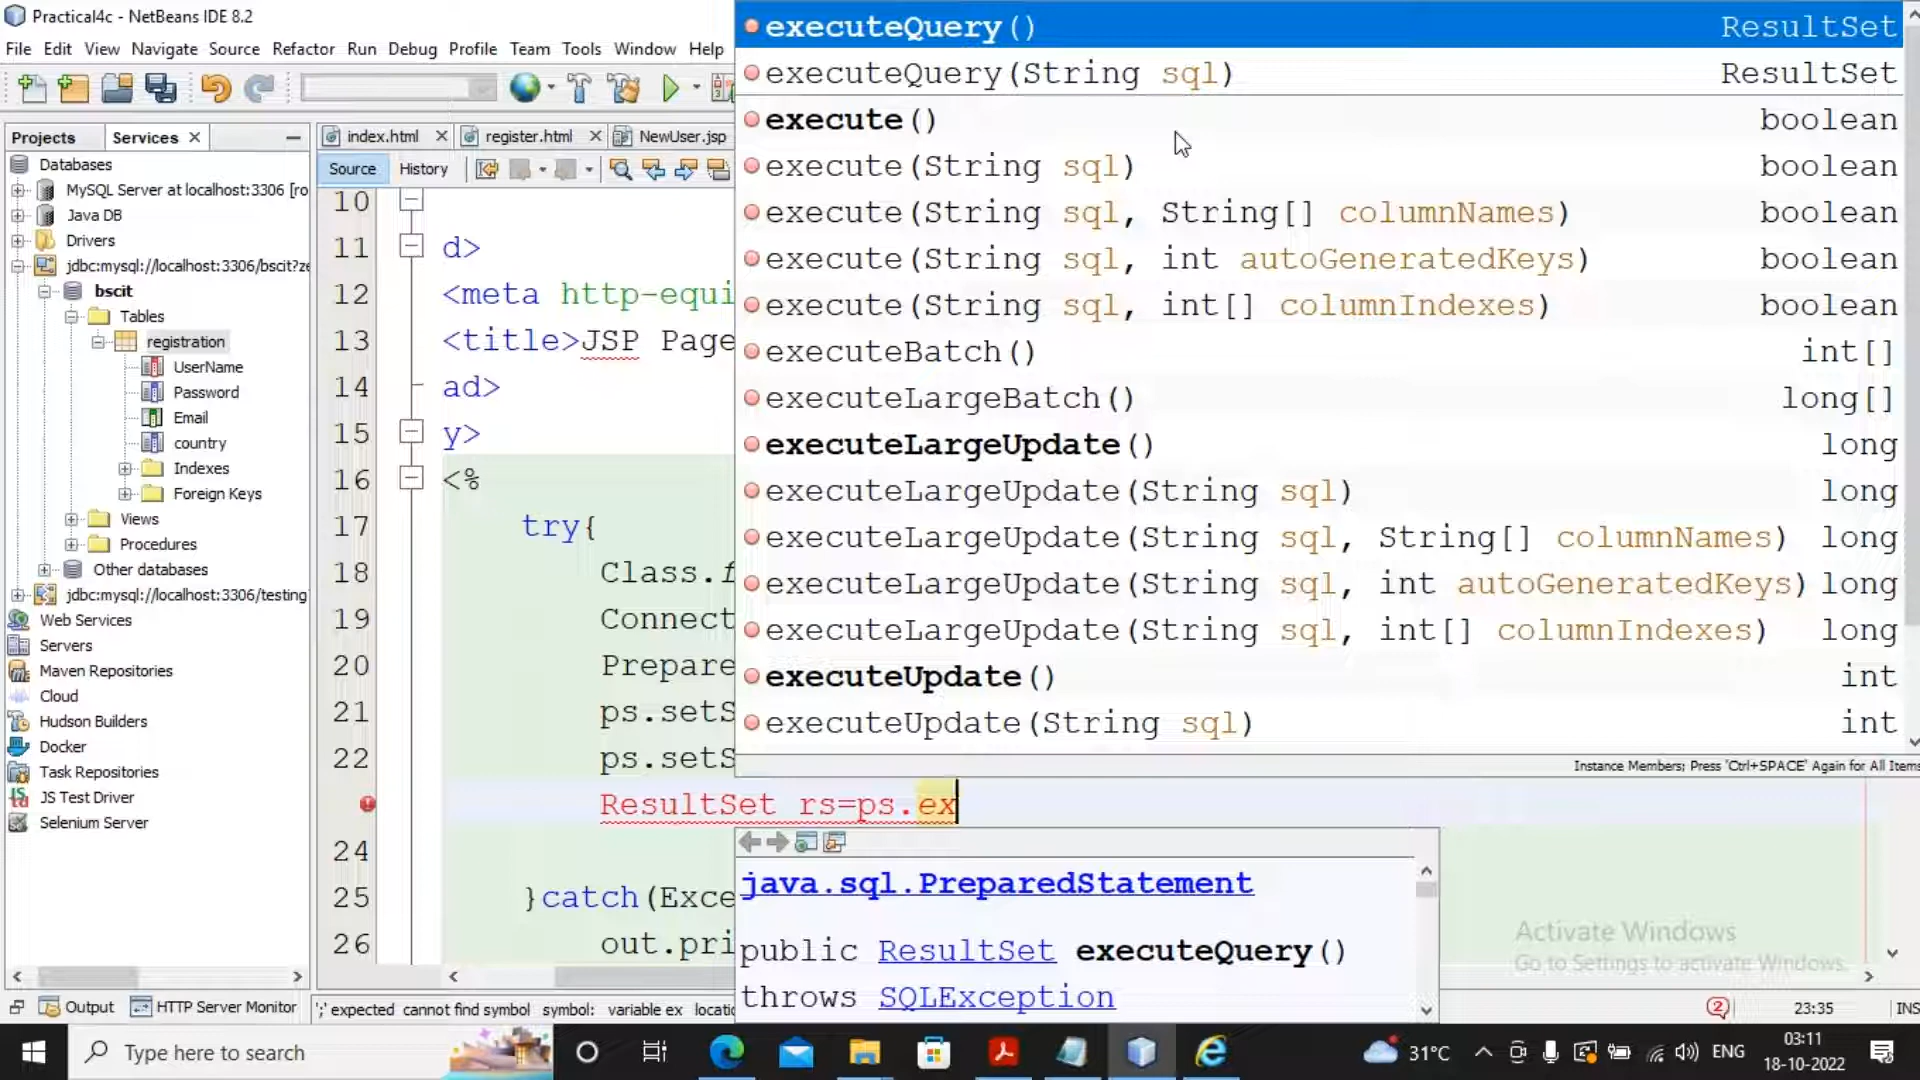 Practical4c - NetBeans IDE 8.2
File Edit View Navigate Source Refactor Run Debug Profile Team Tools Window Help
Projects Services
Databases
MySQL Server at localhost:3306 [ro
Java DB
Drivers
jdbc:mysql://localhost:3306/bscit?ze
bscit
Tables
registration
UserName
Password
Email
country
Indexes
Foreign Keys
Views
Procedures
Other databases
jdbc:mysql://localhost:3306/testing
Web Services
Servers
Maven Repositories
Cloud
Hudson Builders
Docker
Task Repositories
JS Test Driver
Selenium Server
index.html register.html NewUser.jsp
Source History
10
11 d>
12 <meta http-equi
13 <title>JSP Page
14 ad>
15 y>
16 <%
17 try{
18 Class.f
19 Connect
20 Prepare
21 ps.setS
22 ps.setS
ResultSet rs=ps.ex
24
25 }catch(Exce
26 out.pri
executeQuery() ResultSet
executeQuery(String sql) ResultSet
execute() boolean
execute(String sql) boolean
execute(String sql, String[] columnNames) boolean
execute(String sql, int autoGeneratedKeys) boolean
execute(String sql, int[] columnIndexes) boolean
executeBatch() int[]
executeLargeBatch() long[]
executeLargeUpdate() long
executeLargeUpdate(String sql) long
executeLargeUpdate(String sql, String[] columnNames) long
executeLargeUpdate(String sql, int autoGeneratedKeys) long
executeLargeUpdate(String sql, int[] columnIndexes) long
executeUpdate() int
executeUpdate(String sql) int
Instance Members; Press 'Ctrl+SPACE' Again for All Items
java.sql.PreparedStatement
public ResultSet executeQuery()
throws SQLException
Activate Windows
Go to Settings to activate Windows.
Output HTTP Server Monitor
';' expected cannot find symbol symbol: variable ex locatio
2 23:35 INS
Type here to search
31°C ENG
03:11
18-10-2022